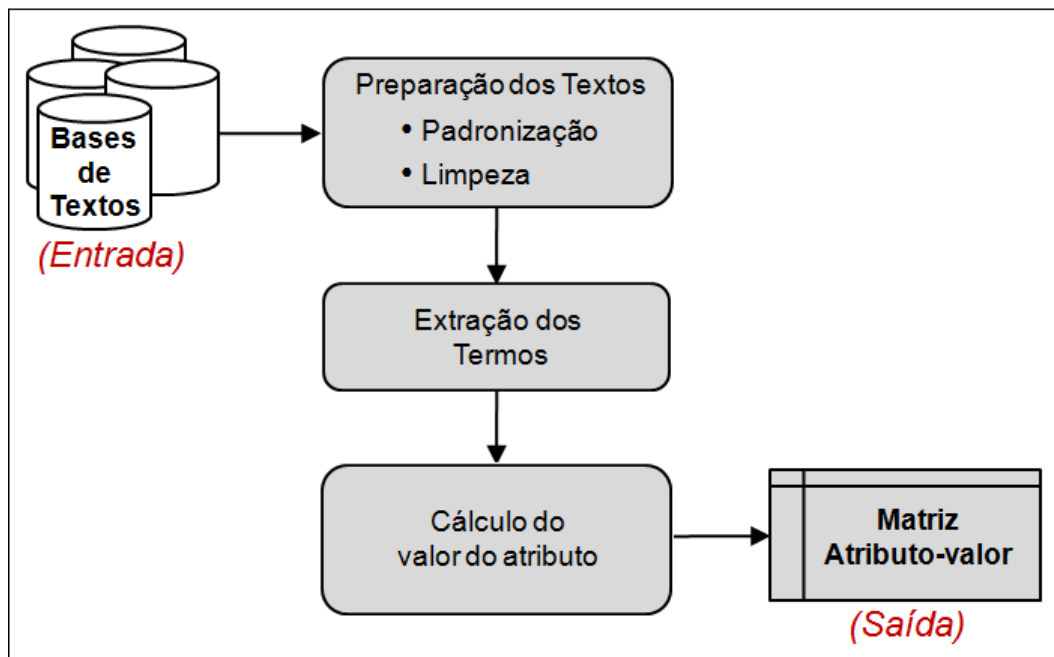 Bases
de
Textos
(Entrada)
Preparação dos Textos
• Padronização
• Limpeza
Extração dos
Termos
Cálculo do
valor do atributo
Matriz
Atributo-valor
(Saída)